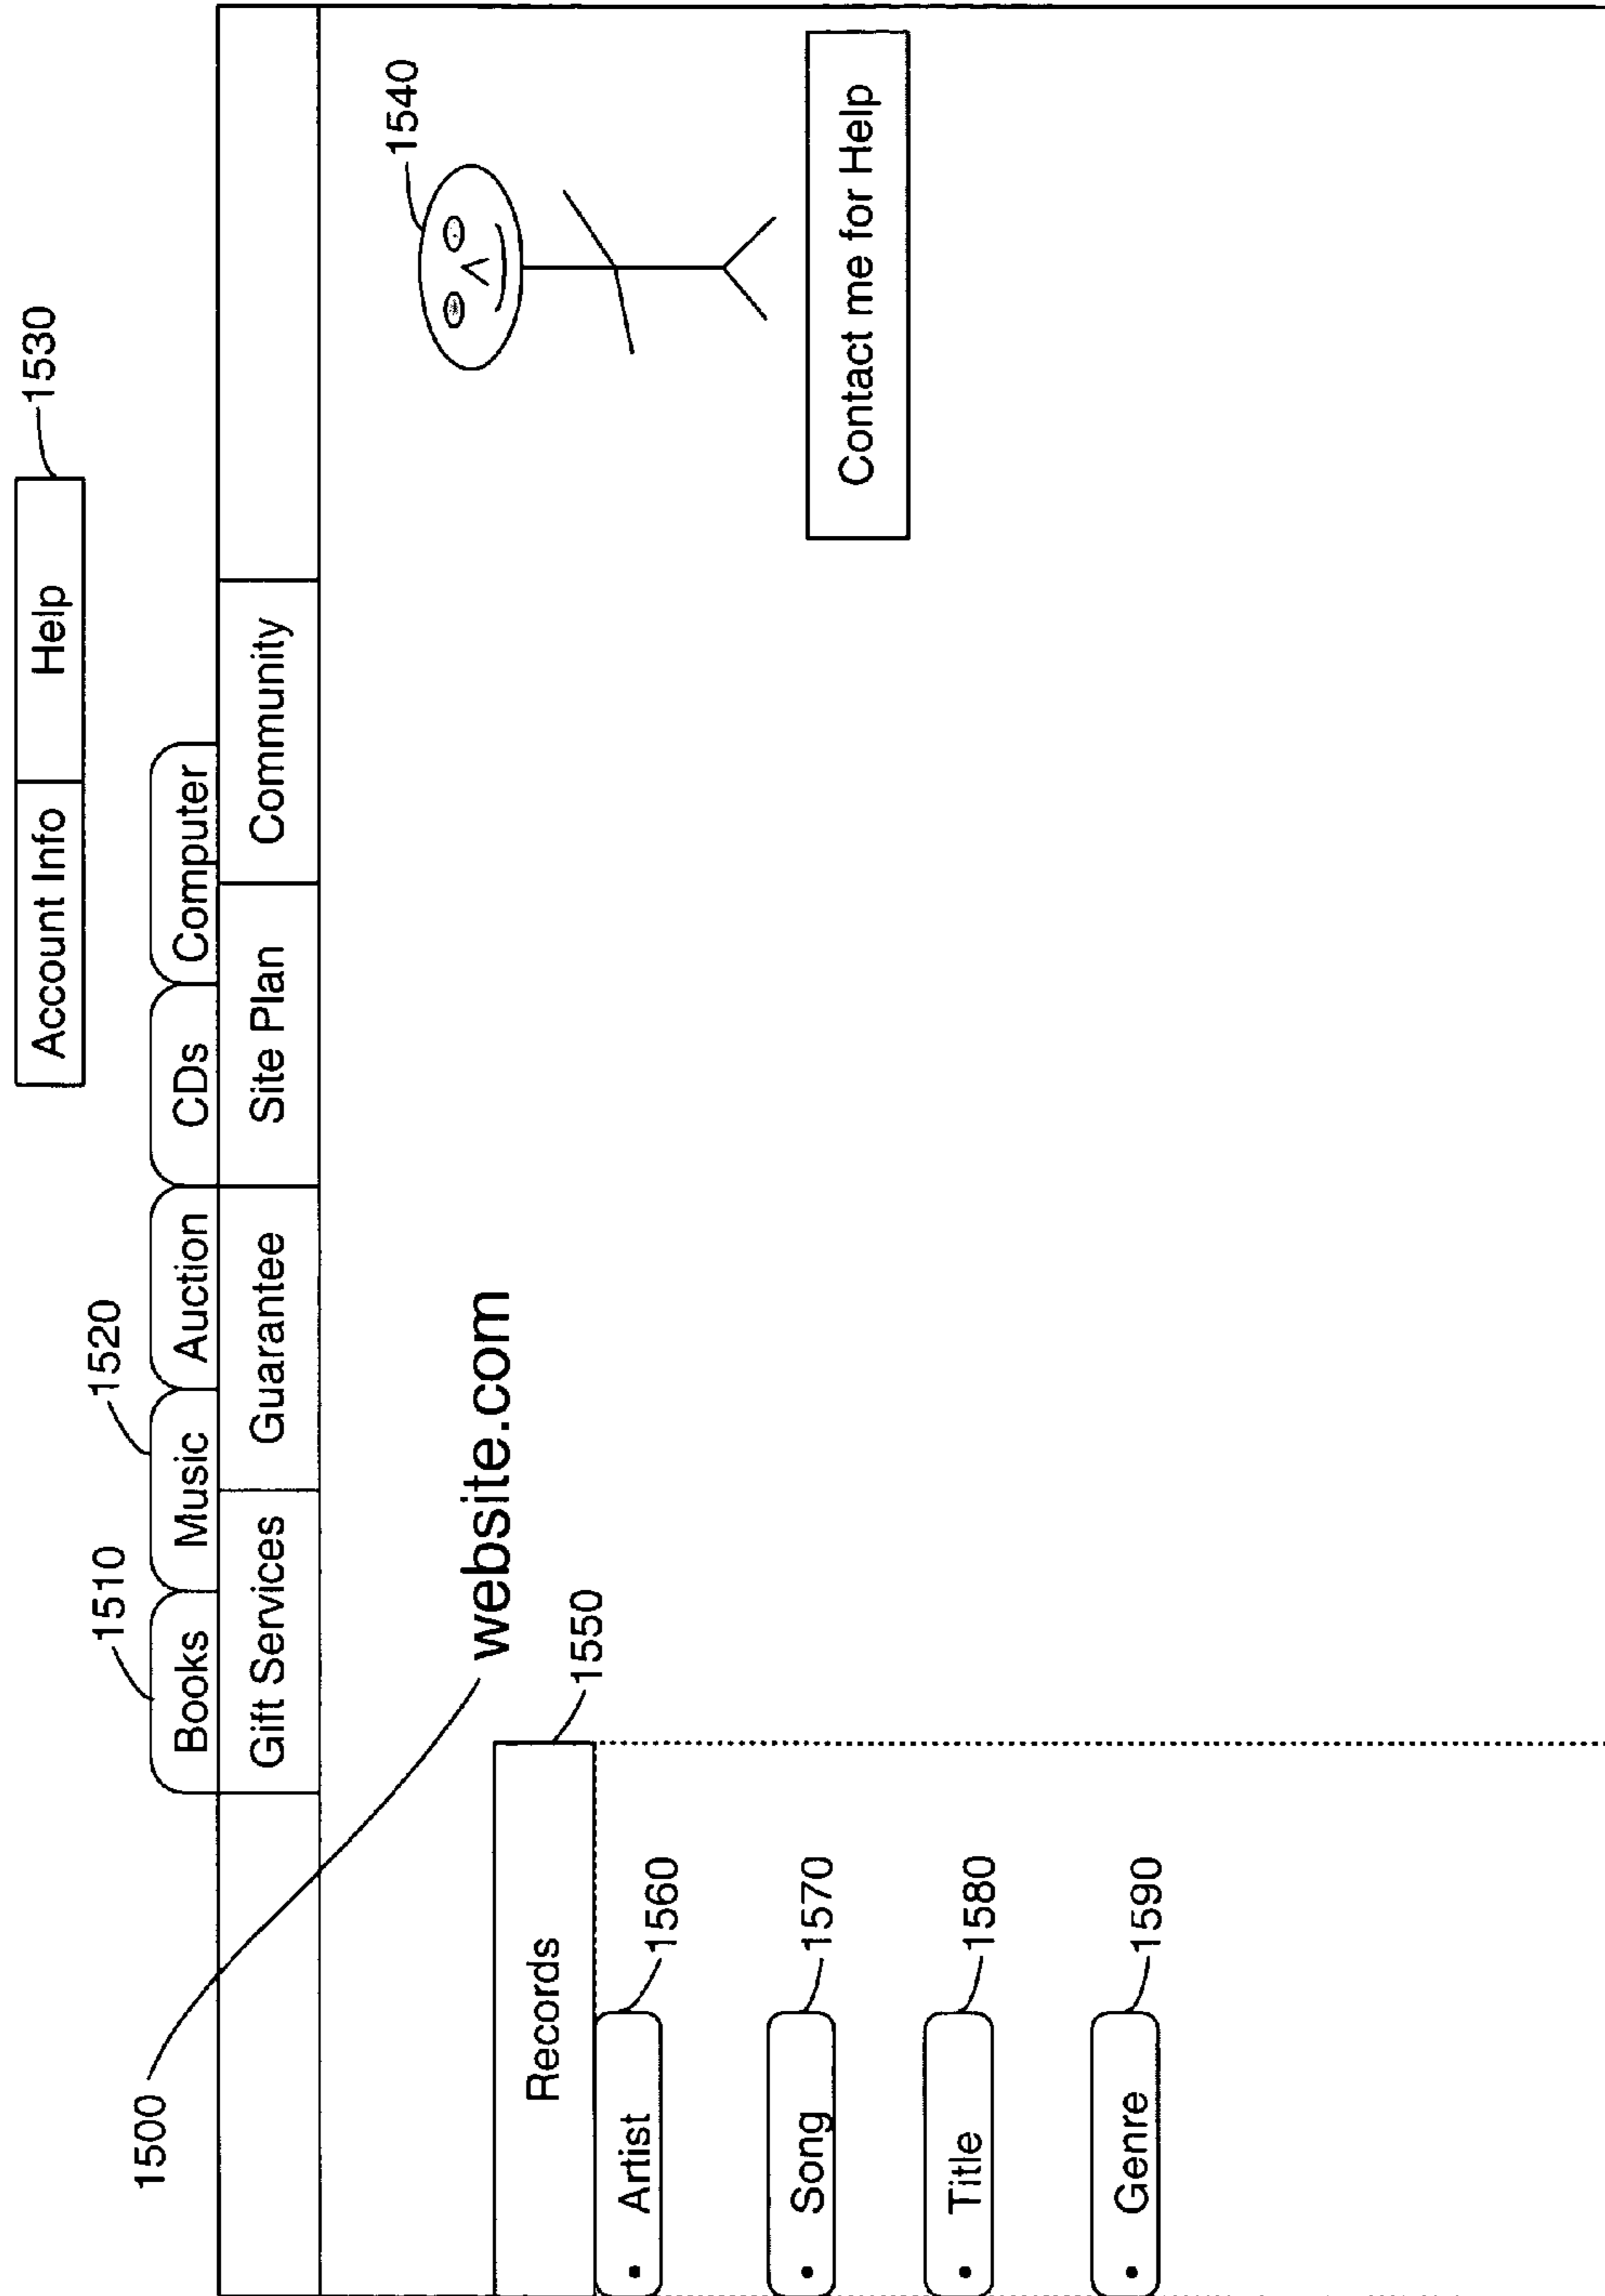 Account Info Help 1530
1500 1510 1520
Books Music Auction CDs Computer
Gift Services Guarantee Site Plan Community
1540
website.com
Records
1550
• Artist 1560
• Song 1570
Contact me for Help
• Title 1580
• Genre 1590